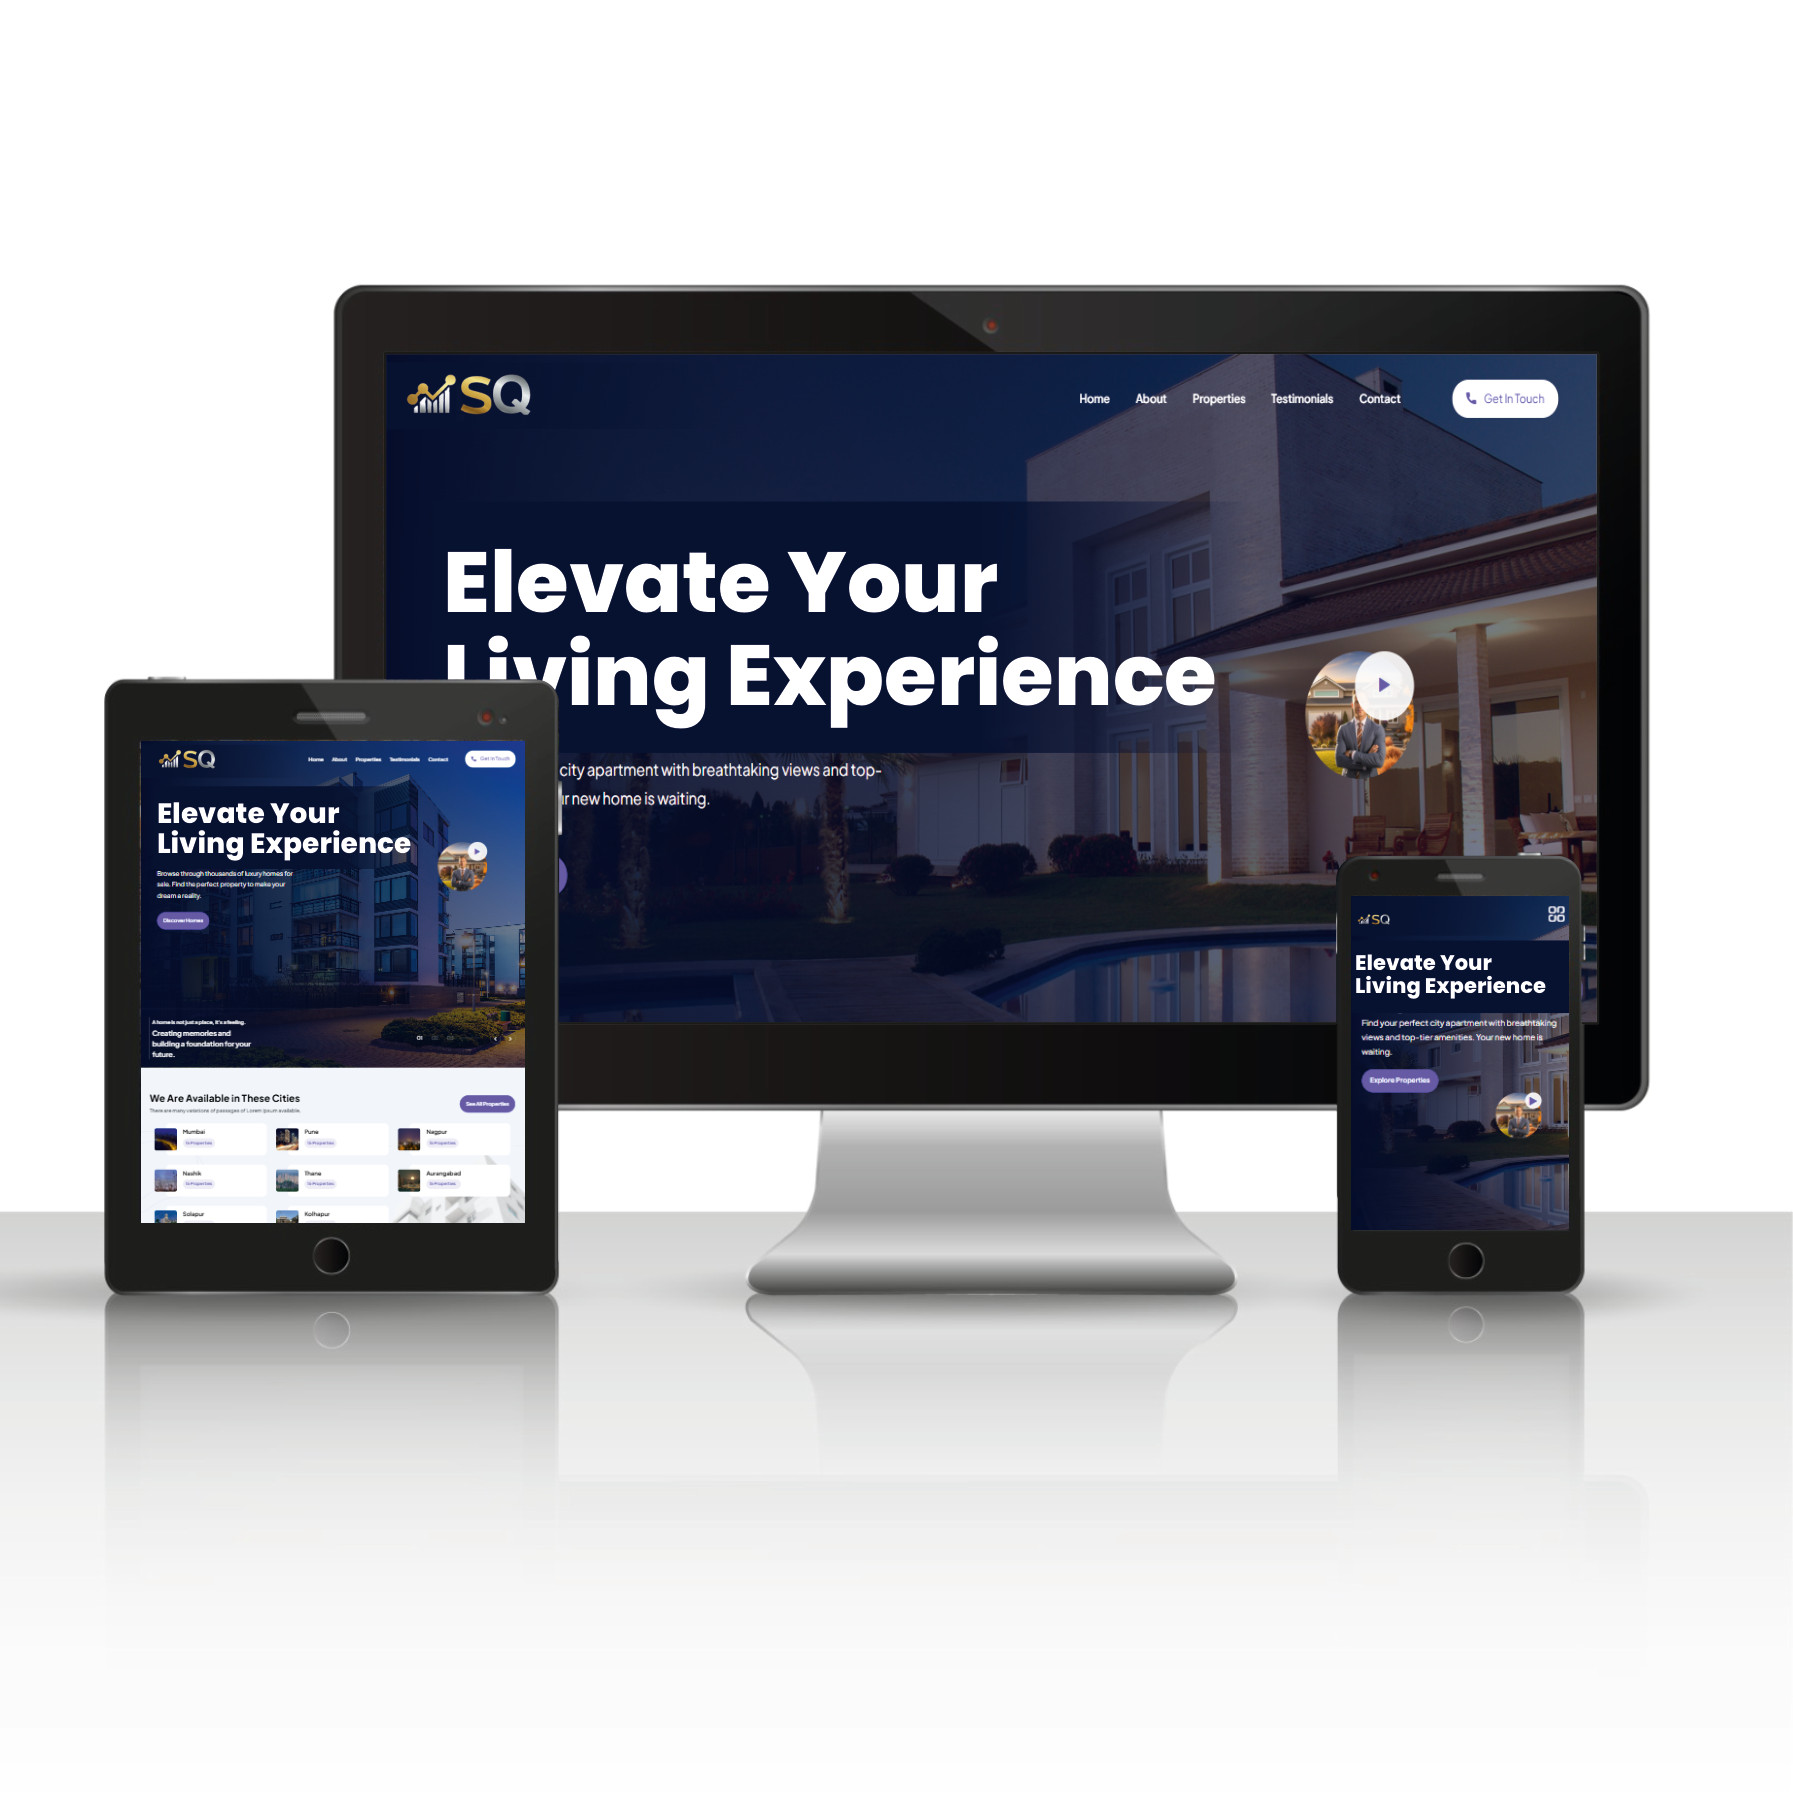 SQ
Home About Properties Testimonials Contact Get In Touch
Elevate Your
Living Experience
city apartment with breathtaking views and top-
r new home is waiting.
SQ
Home About Properties Testimonials Contact Get In Touch
Elevate Your
Living Experience
Browse through thousands of luxury homes for
sale. Find the perfect property to make your
dream a reality.
Discover Homes
A home is not just a place, it's a feeling.
Creating memories and
building a foundation for your
future.
01 02 03
We Are Available in These Cities
There are many variations of passages of Lorem Ipsum available.
See All Properties
Mumbai
Pune
Nagpur
Nashik
Thane
Aurangabad
Solapur
Kolhapur
SQ
Elevate Your
Living Experience
Find your perfect city apartment with breathtaking
views and top-tier amenities. Your new home is
waiting.
Explore Properties